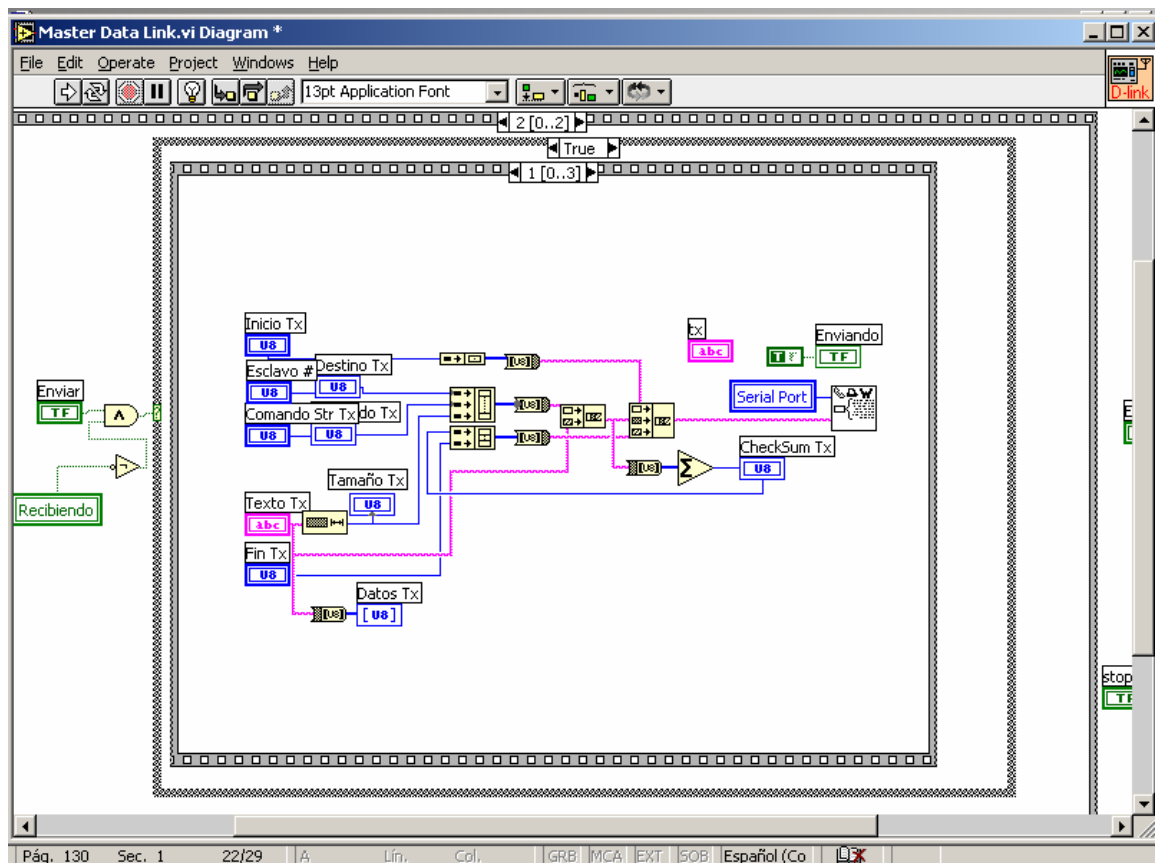 Master Data Link.vi Diagram *
File Edit Operate Project Windows Help
13pt Application Font
D-link
2 [0..2]
True
1 [0..3]
Inicio Tx
U8
Esclavo #
Destino Tx
U8
U8
Comando Str Tx
do Tx
U8
U8
Tamaño Tx
U8
Texto Tx
abc
Fin Tx
U8
Datos Tx
[U8]
[U8]
[U8]
[U8]
[U8]
tx
abc
Enviando
T
TF
Serial Port
W
CheckSum Tx
U8
Σ
Enviar
TF
Λ
?
¬
Recibiendo
E
stop
TF
Pág. 130 Sec. 1 22/29 A Lín. Col. GRB MCA EXT SOB Español (Co